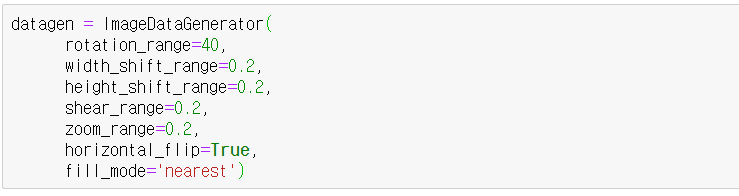 datagen = ImageDataGenerator(
rotation_range=40,
width_shift_range=0.2,
height_shift_range=0.2,
shear_range=0.2,
zoom_range=0.2,
horizontal_flip=True,
fill_mode='nearest')